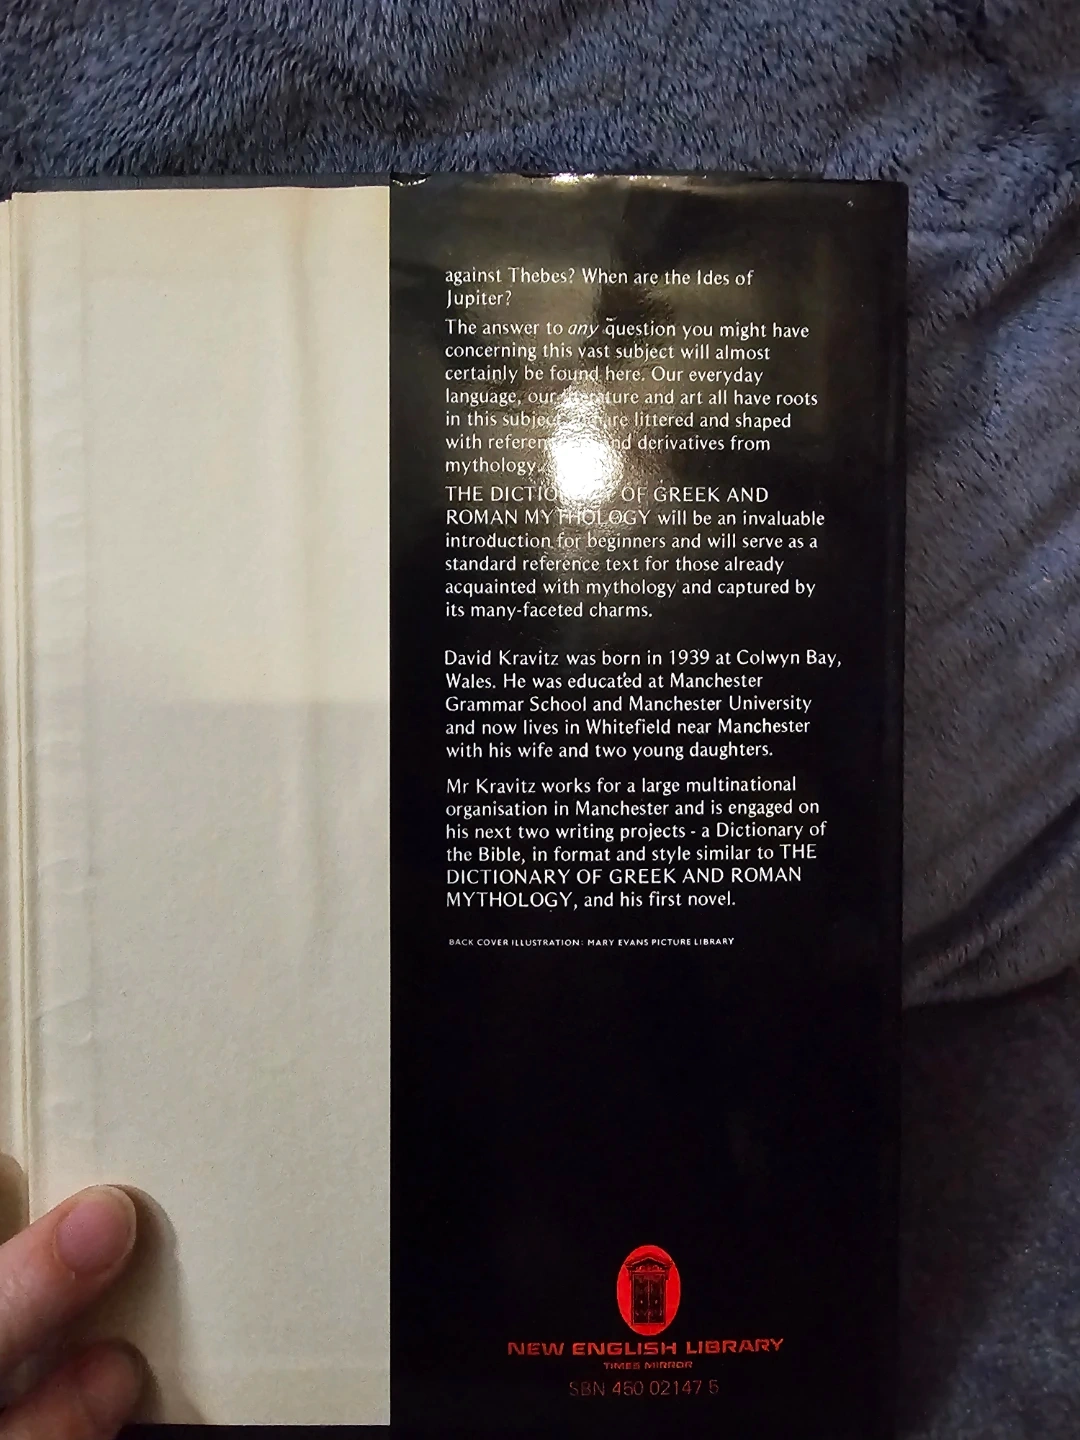 against Thebes? When are the Ides of
Jupiter?
The answer to any question you might have
concerning this vast subject will almost
certainly be found here. Our everyday
language, our and art all have roots
in this littered and shaped
with derivatives from
mythology.
THE OF GREEK AND
ROMAN MYTHOLOGY will be an invaluable
introduction for beginners and will serve as a
standard reference text for those already
acquainted with mythology and captured by
its many-faceted charms.
David Kravitz was born in 1939 at Colwyn Bay,
Wales. He was educated at Manchester
Grammar School and Manchester University
and now lives in Whitefield near Manchester
with his wife and two young daughters.
Mr Kravitz works for a large multinational
organisation in Manchester and is engaged on
his next two writing projects - a Dictionary of
the Bible, in format and style similar to THE
DICTIONARY OF GREEK AND ROMAN
MYTHOLOGY, and his first novel.
BACK COVER ILLUSTRATION: MARY EVANS PICTURE LIBRARY
NEW ENGLISH LIBRARY
TIMES MIRROR
SBN 450 02147 5